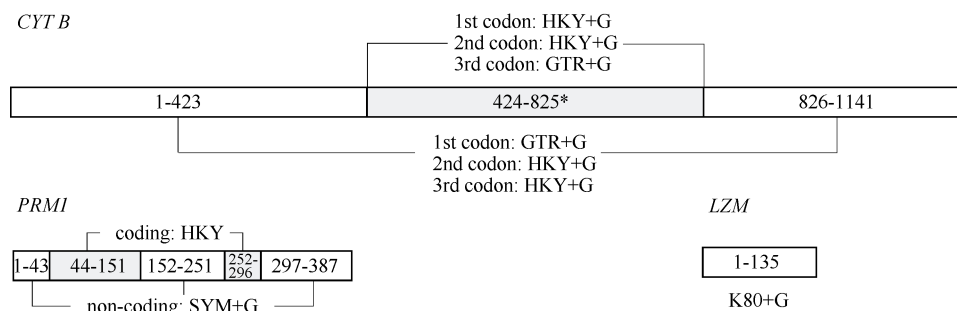 CYT B
1st codon: HKY+G
2nd codon: HKY+G
3rd codon: GTR+G
1-423
424-825*
826-1141
1st codon: GTR+G
2nd codon: HKY+G
3rd codon: HKY+G
PRM1
coding: HKY
1-43
44-151
152-251
252-
296
297-387
non-coding: SYM+G
LZM
1-135
K80+G